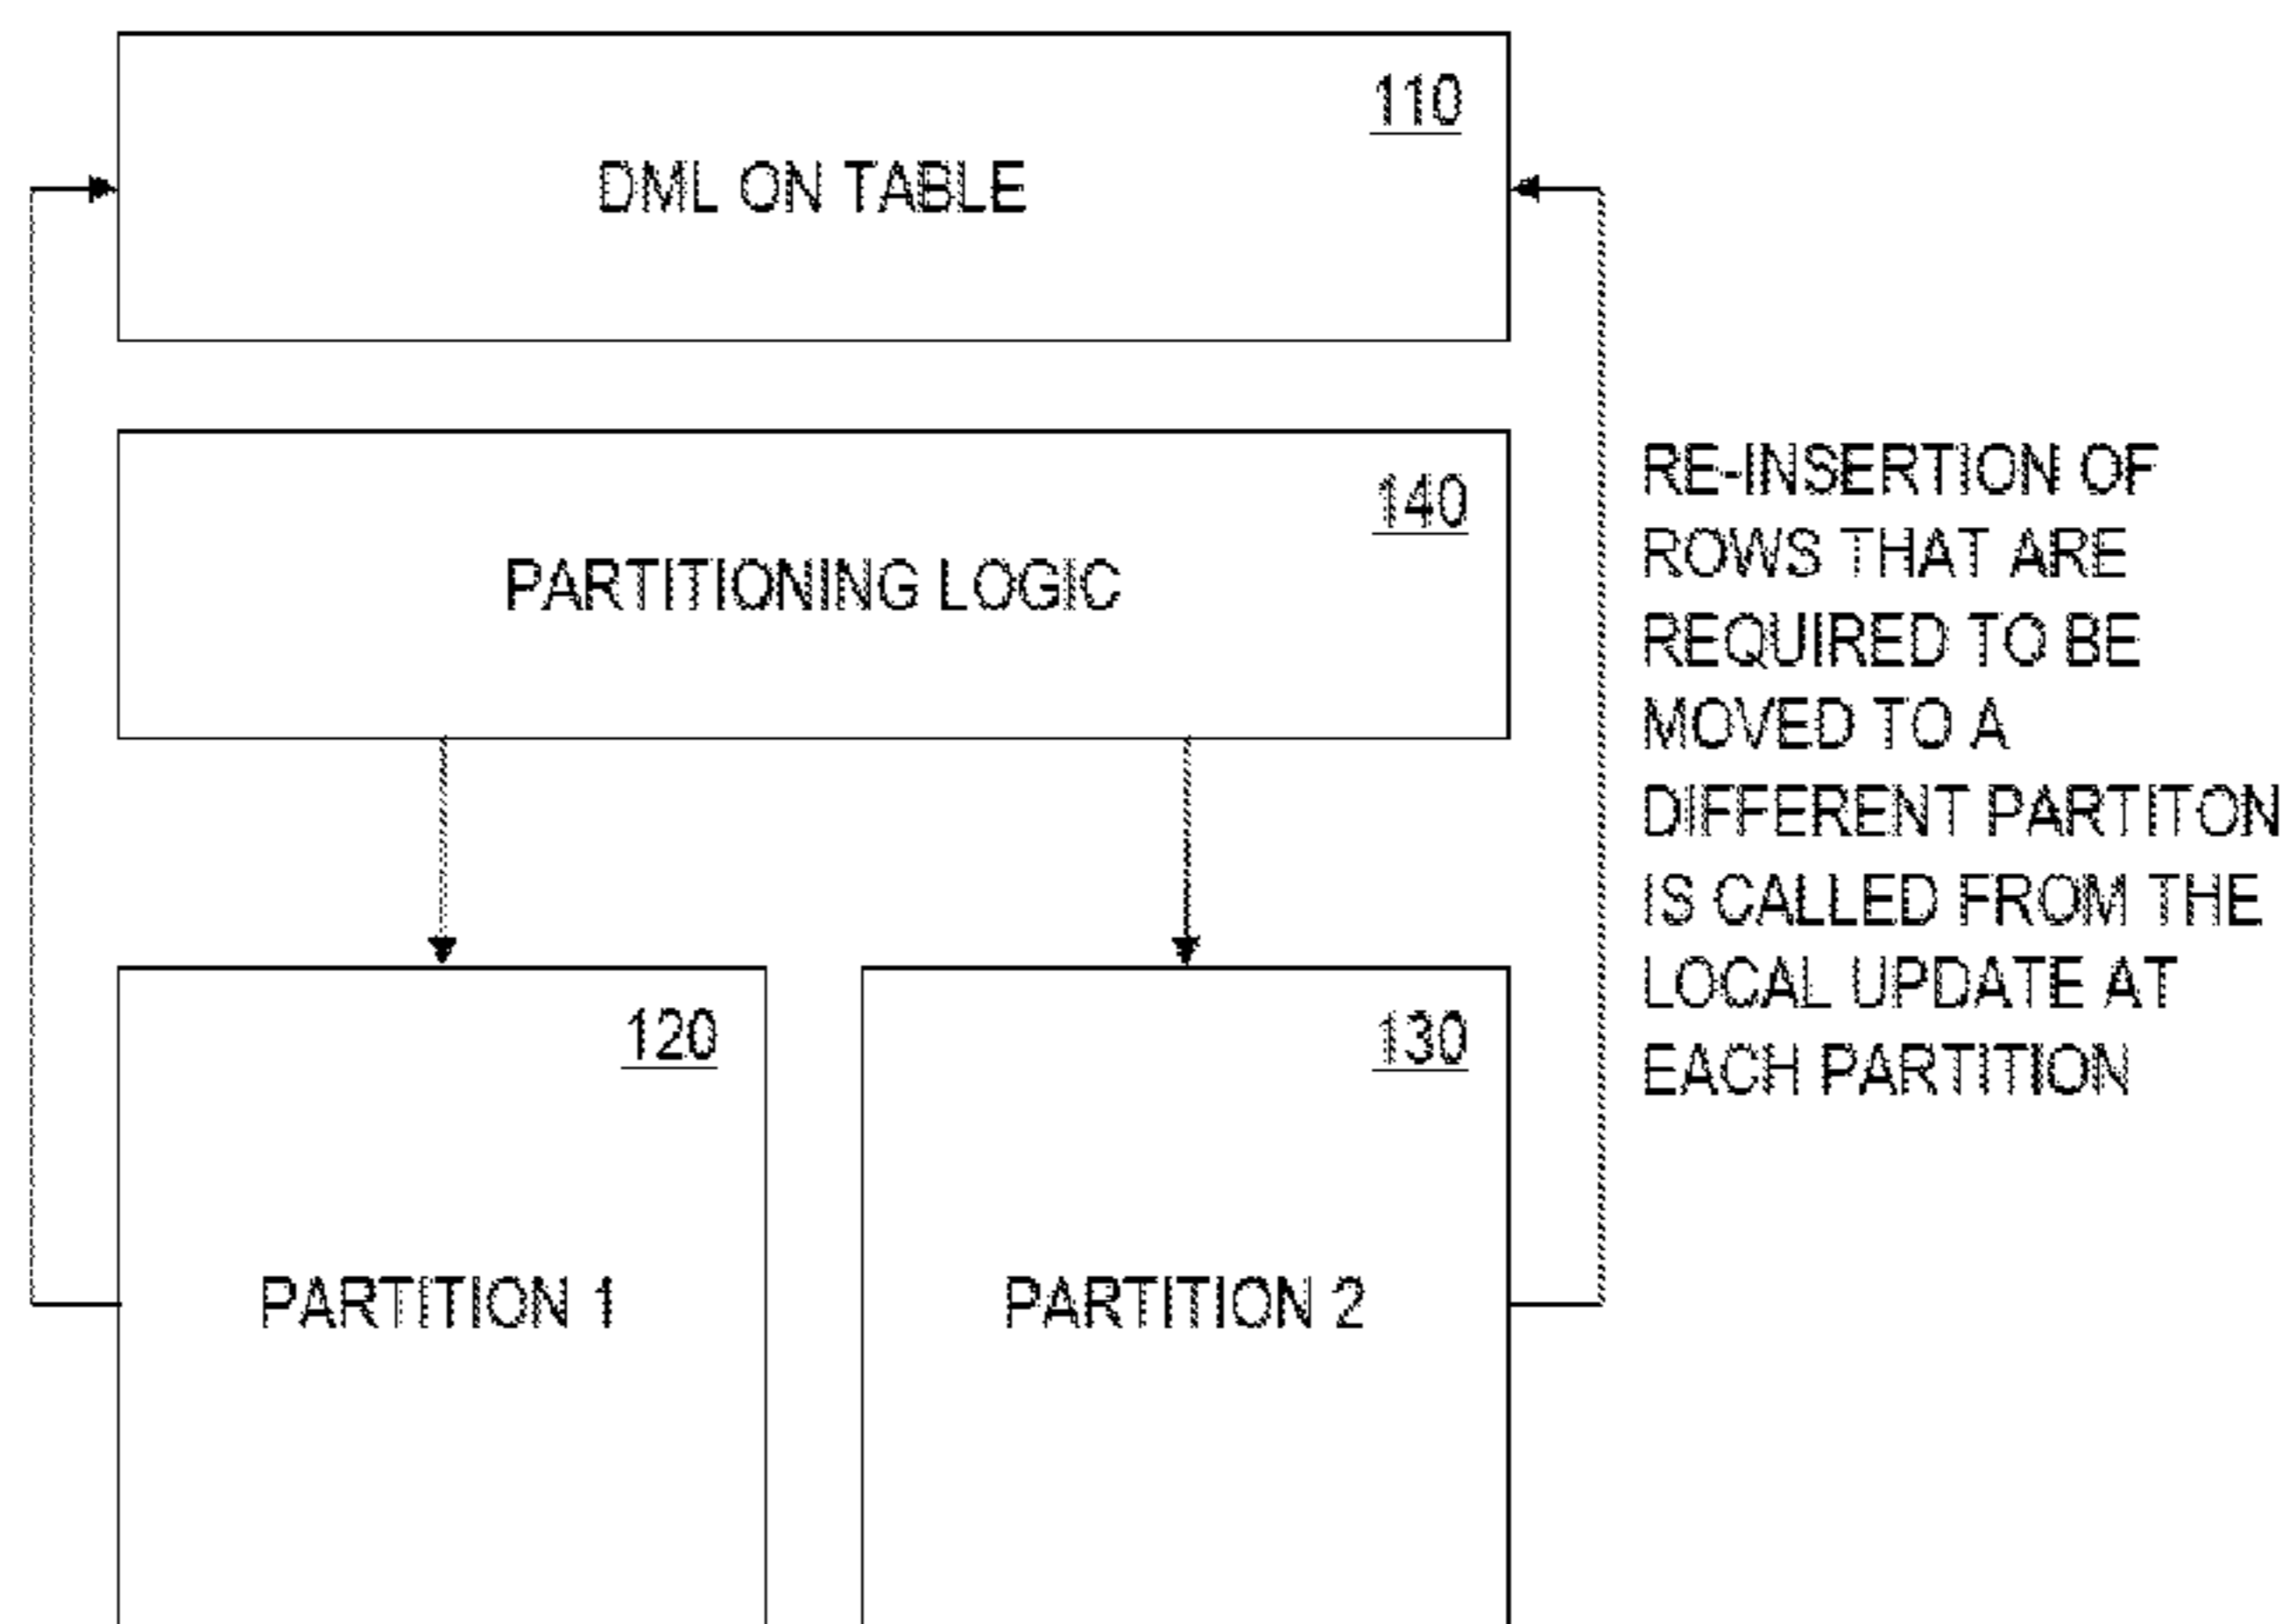 110
DML ON TABLE
140
PARTITIONING LOGIC
RE-INSERTION OF
ROWS THAT ARE
REQUIRED TO BE
MOVED TO A
DIFFERENT PARTITON
IS CALLED FROM THE
LOCAL UPDATE AT
EACH PARTITION
120
PARTITION 1
130
PARTITION 2